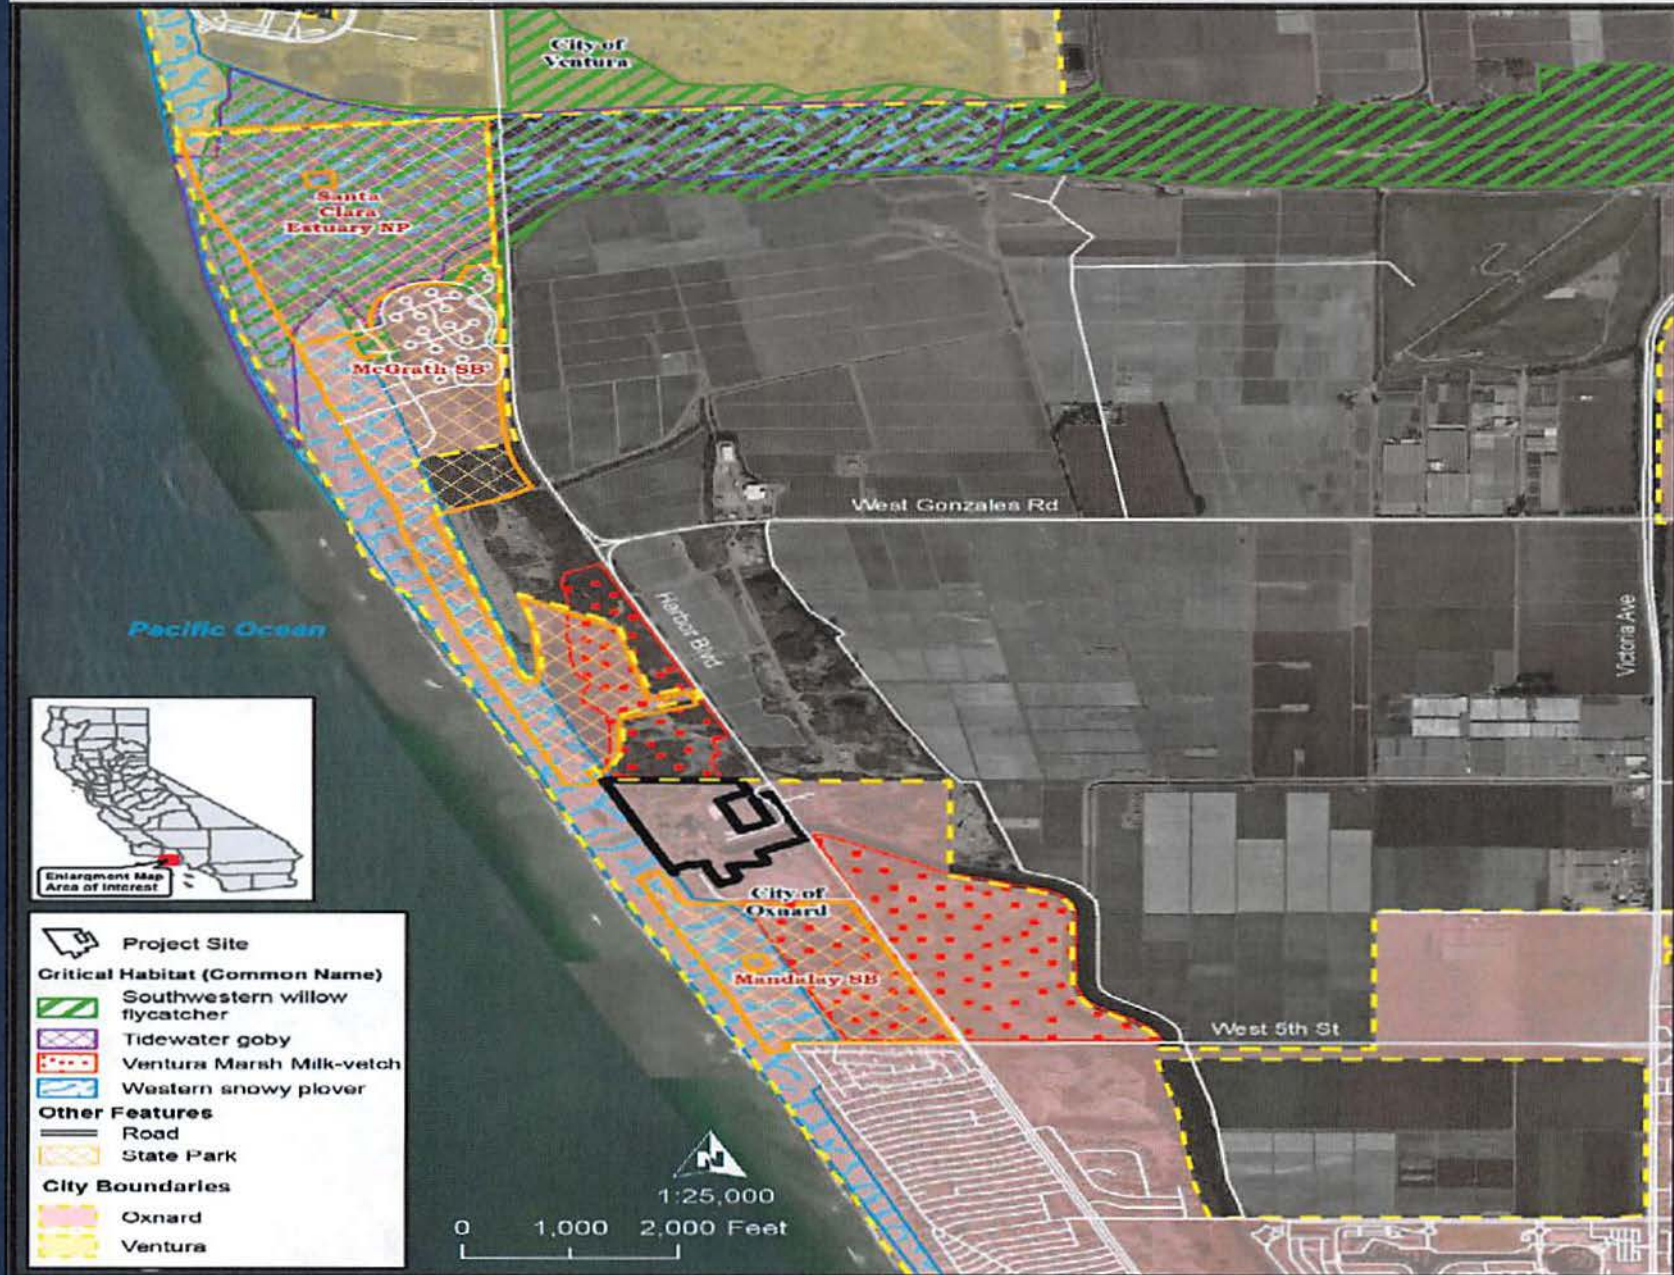 City of
Ventura
Santa
Clara
Estuary NP
McGrath SB
West Gonzales Rd
Harbor Blvd
Victoria Ave
Pacific Ocean
City of
Oxnard
Mandalay SB
West 5th St
Enlargment Map
Area of Interest
Project Site
Critical Habitat (Common Name)
Southwestern willow
flycatcher
Tidewater goby
Ventura Marsh Milk-vetch
Western snowy plover
Other Features
Road
State Park
City Boundaries
Oxnard
Ventura
N
1:25,000
0 1,000 2,000 Feet